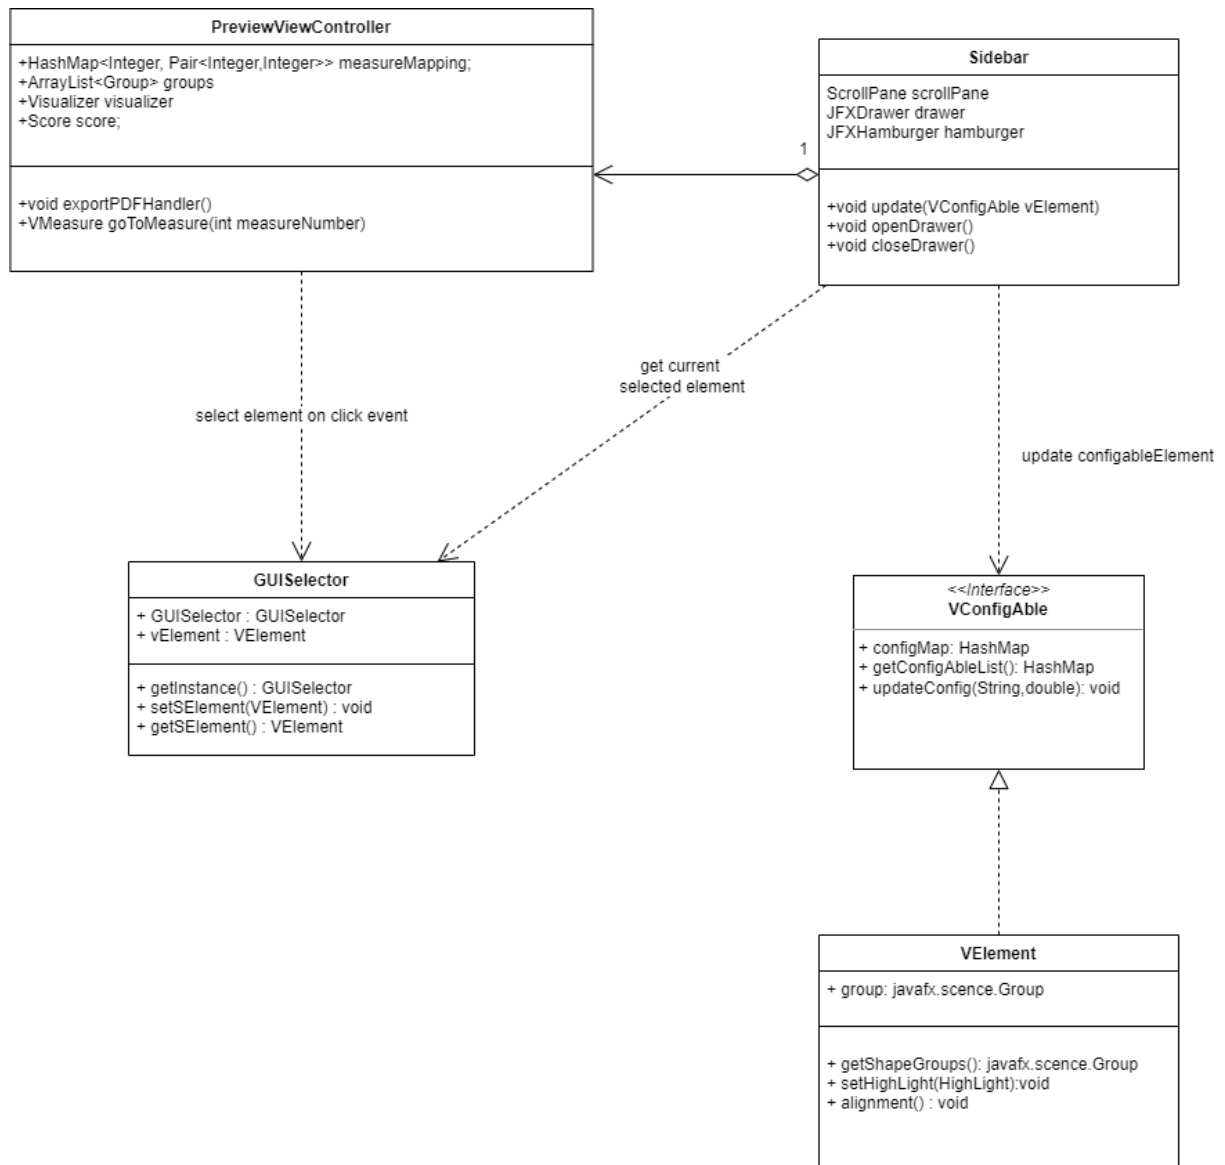 PreviewViewController
+HashMap<Integer, Pair<Integer,Integer>> measureMapping;
+ArrayList<Group> groups
+Visualizer visualizer
+Score score;
+void exportPDFHandler()
+VMeasure goToMeasure(int measureNumber)
Sidebar
ScrollPane scrollPane
JFXDrawer drawer
JFXHamburger hamburger
1
+void update(VConfigAble vElement)
+void openDrawer()
+void closeDrawer()
get current
selected element
select element on click event
update configableElement
GUISelector
+ GUISelector : GUISelector
+ vElement : VElement
+ getInstance() : GUISelector
+ setSElement(VElement) : void
+ getSElement() : VElement
<<Interface>>
VConfigAble
+ configMap: HashMap
+ getConfigAbleList(): HashMap
+ updateConfig(String,double): void
VElement
+ group: javafx.scence.Group
+ getShapeGroups(): javafx.scence.Group
+ setHighLight(HighLight):void
+ alignment() : void